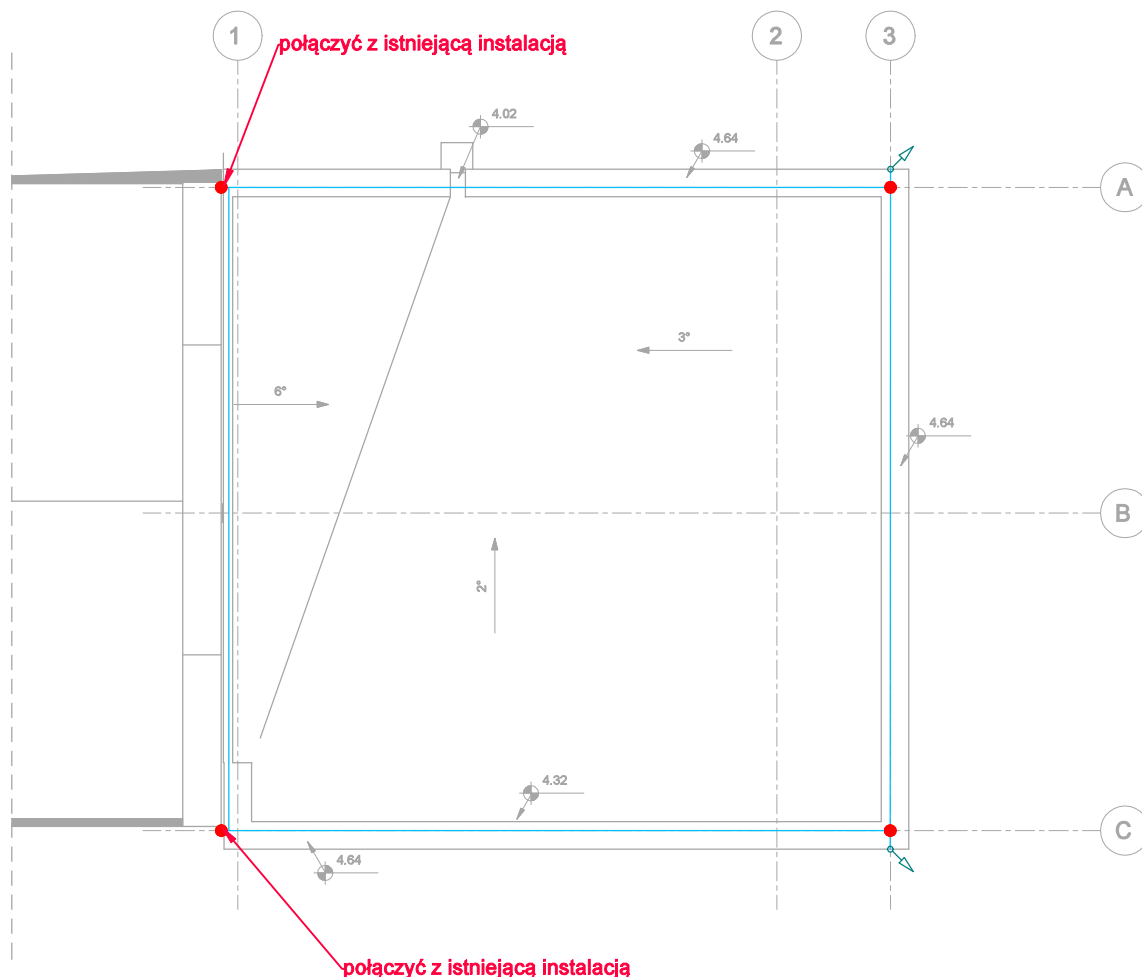 1
2
3
połączyć z istniejącą instalacją
4.02
4.64
A
3°
6°
4.64
B
2°
4.32
C
4.64
połączyć z istniejącą instalacją